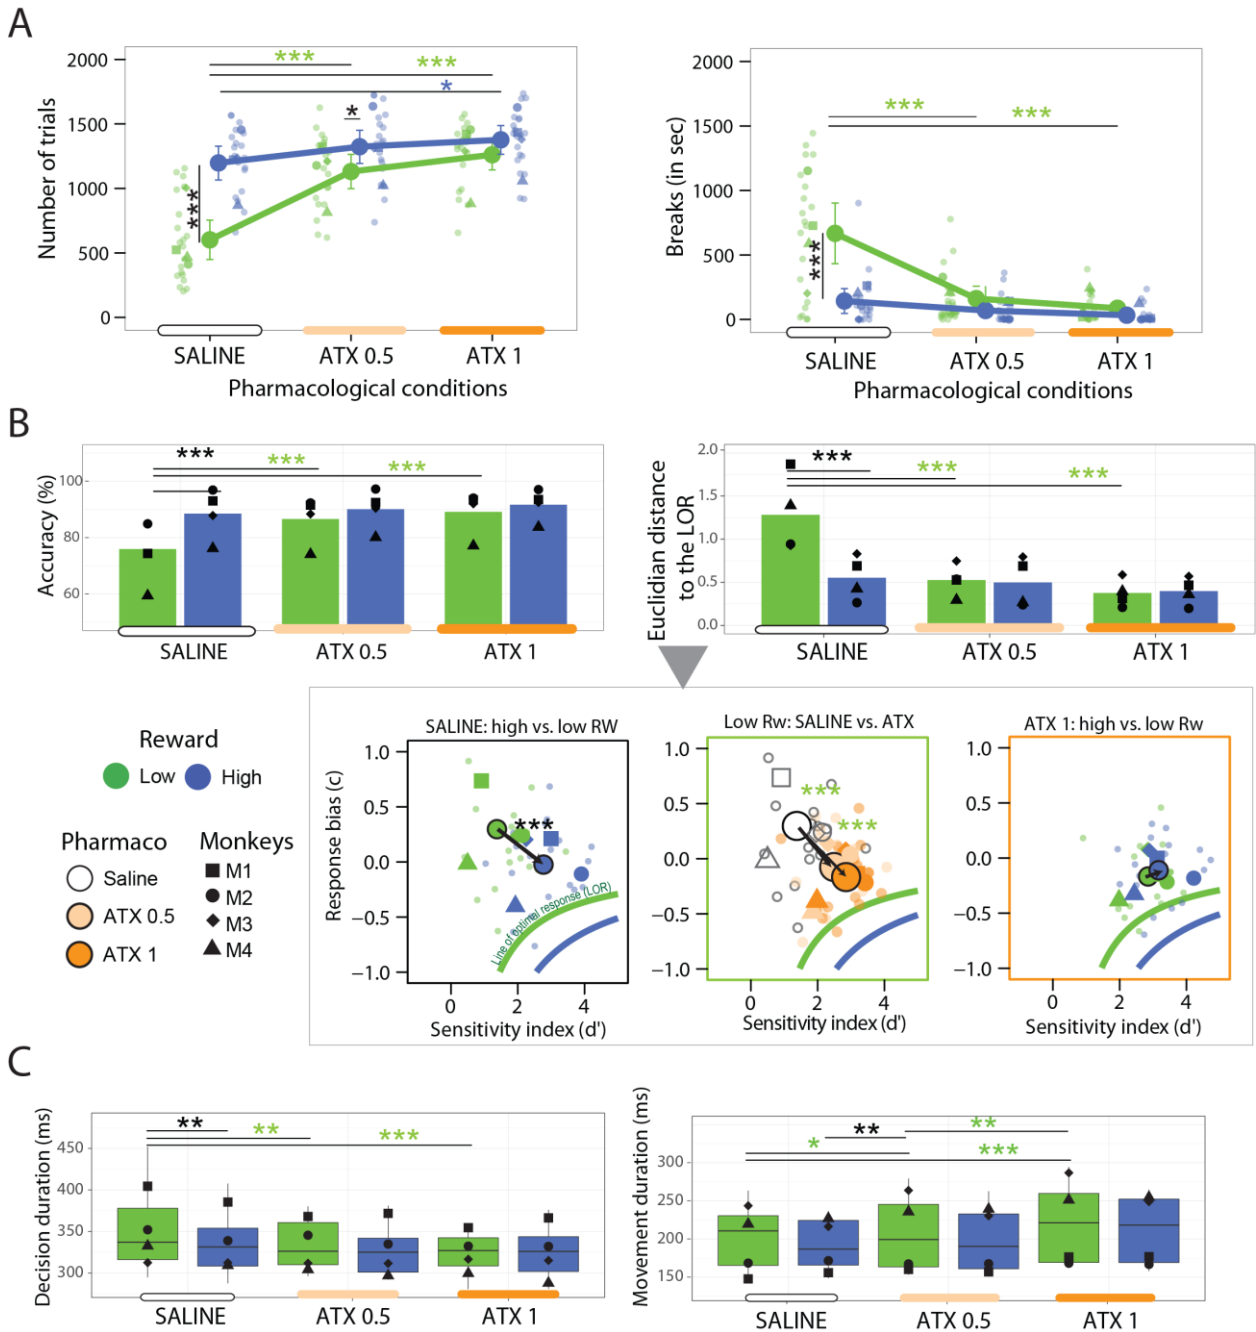 A
Number of trials
2000
1500
1000
500
0
***
***
*
*
***
SALINE
ATX 0.5
ATX 1
Pharmacological conditions
Breaks (in sec)
2000
1500
1000
500
0
***
***
***
SALINE
ATX 0.5
ATX 1
Pharmacological conditions
B
Accuracy (%)
100
80
60
***
***
***
SALINE
ATX 0.5
ATX 1
Euclidian distance
to the LOR
2.0
1.5
1.0
0.5
0.0
***
***
***
SALINE
ATX 0.5
ATX 1
Reward
Low
High
Pharmaco
Saline
ATX 0.5
ATX 1
Monkeys
M1
M2
M3
M4
SALINE: high vs. low RW
Response bias (c)
1.0
0.5
0.0
−0.5
−1.0
***
Line of optimal response (LOR)
0
2
4
Sensitivity index (d')
Low Rw: SALINE vs. ATX
1.0
0.5
0.0
−0.5
−1.0
***
***
0
2
4
Sensitivity index (d')
ATX 1: high vs. low Rw
1.0
0.5
0.0
−0.5
−1.0
0
2
4
Sensitivity index (d')
C
Decision duration (ms)
450
400
350
300
**
**
***
SALINE
ATX 0.5
ATX 1
Movement duration (ms)
300
250
200
150
*
**
**
***
SALINE
ATX 0.5
ATX 1